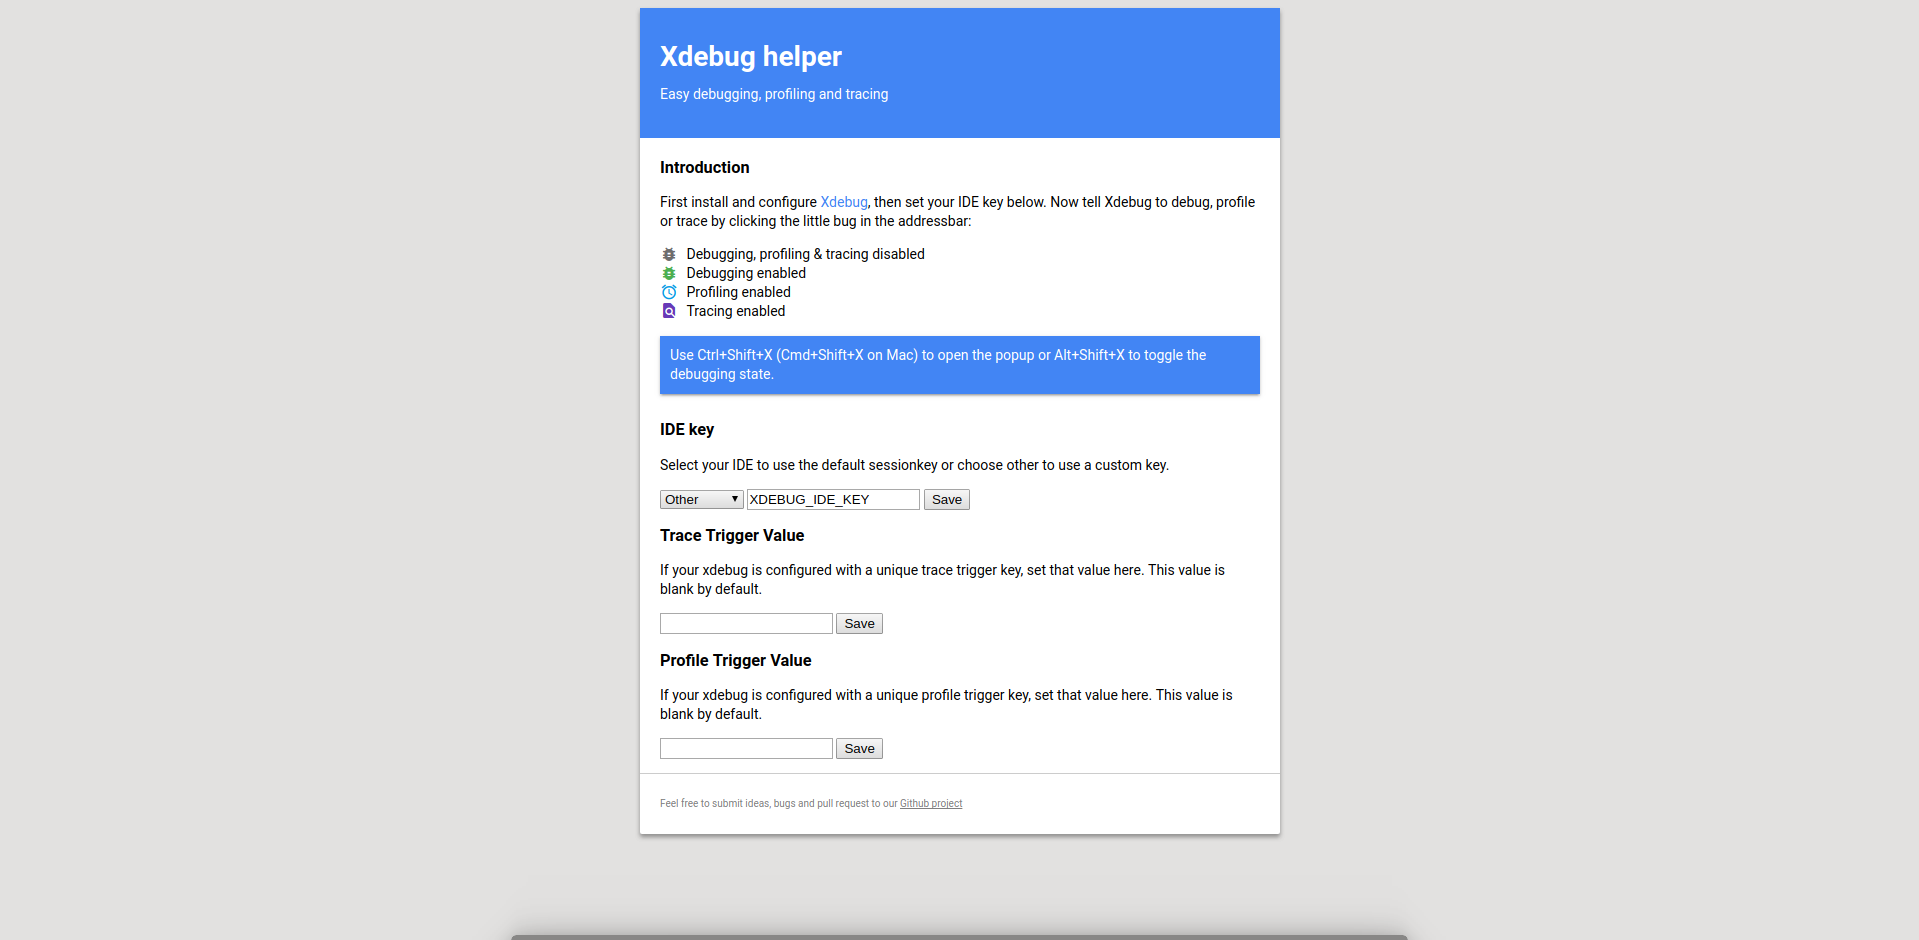 Xdebug helper
Easy debugging, profiling and tracing
Introduction
First install and configure Xdebug, then set your IDE key below. Now tell Xdebug to debug, profile
or trace by clicking the little bug in the addressbar:
Debugging, profiling & tracing disabled
Debugging enabled
Profiling enabled
Tracing enabled
Use Ctrl+Shift+X (Cmd+Shift+X on Mac) to open the popup or Alt+Shift+X to toggle the
debugging state.
IDE key
Select your IDE to use the default sessionkey or choose other to use a custom key.
Other XDEBUG_IDE_KEY Save
Trace Trigger Value
If your xdebug is configured with a unique trace trigger key, set that value here. This value is
blank by default.
Save
Profile Trigger Value
If your xdebug is configured with a unique profile trigger key, set that value here. This value is
blank by default.
Save
Feel free to submit ideas, bugs and pull request to our Github project